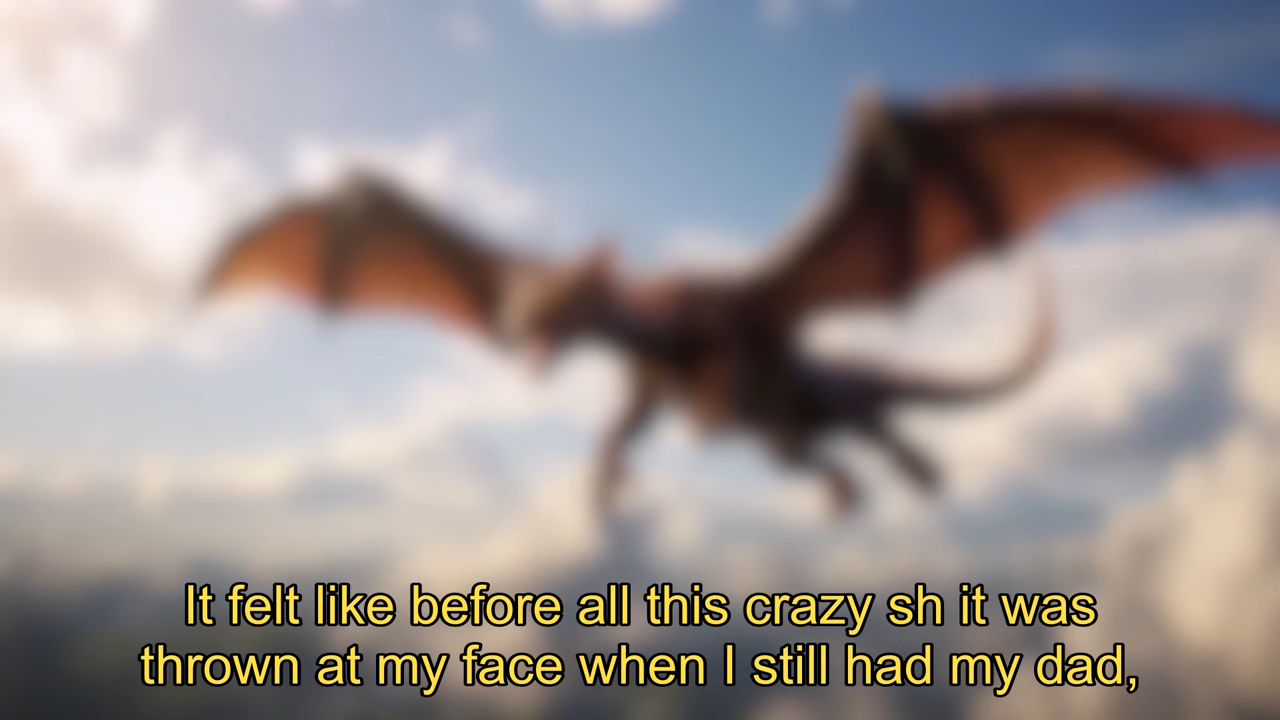 It felt like before all this crazy sh it was
thrown at my face when I still had my dad,